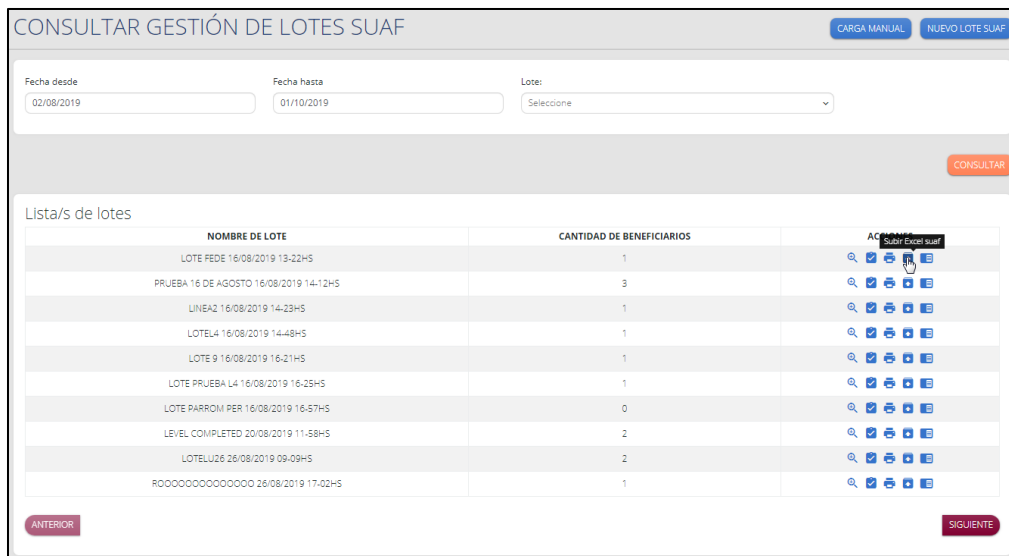 CONSULTAR GESTIÓN DE LOTES SUAF
CARGA MANUAL NUEVO LOTE SUAF
Fecha desde Fecha hasta Lote:
02/08/2019 01/10/2019 Seleccione
CONSULTAR
Lista/s de lotes
NOMBRE DE LOTE CANTIDAD DE BENEFICIARIOS
Subir Excel suaf
LOTE FEDE 16/08/2019 13-22HS 1
PRUEBA 16 DE AGOSTO 16/08/2019 14-12HS 3
LINEA2 16/08/2019 14-23HS 1
LOTEL4 16/08/2019 14-48HS 1
LOTE 9 16/08/2019 16-21HS 1
LOTE PRUEBA L4 16/08/2019 16-25HS 1
LOTE PARROM PER 16/08/2019 16-57HS 0
LEVEL COMPLETED 20/08/2019 11-58HS 2
LOTELU26 26/08/2019 09-09HS 2
ROOOOOOOOOOOOOO 26/08/2019 17-02HS 1
ANTERIOR SIGUIENTE